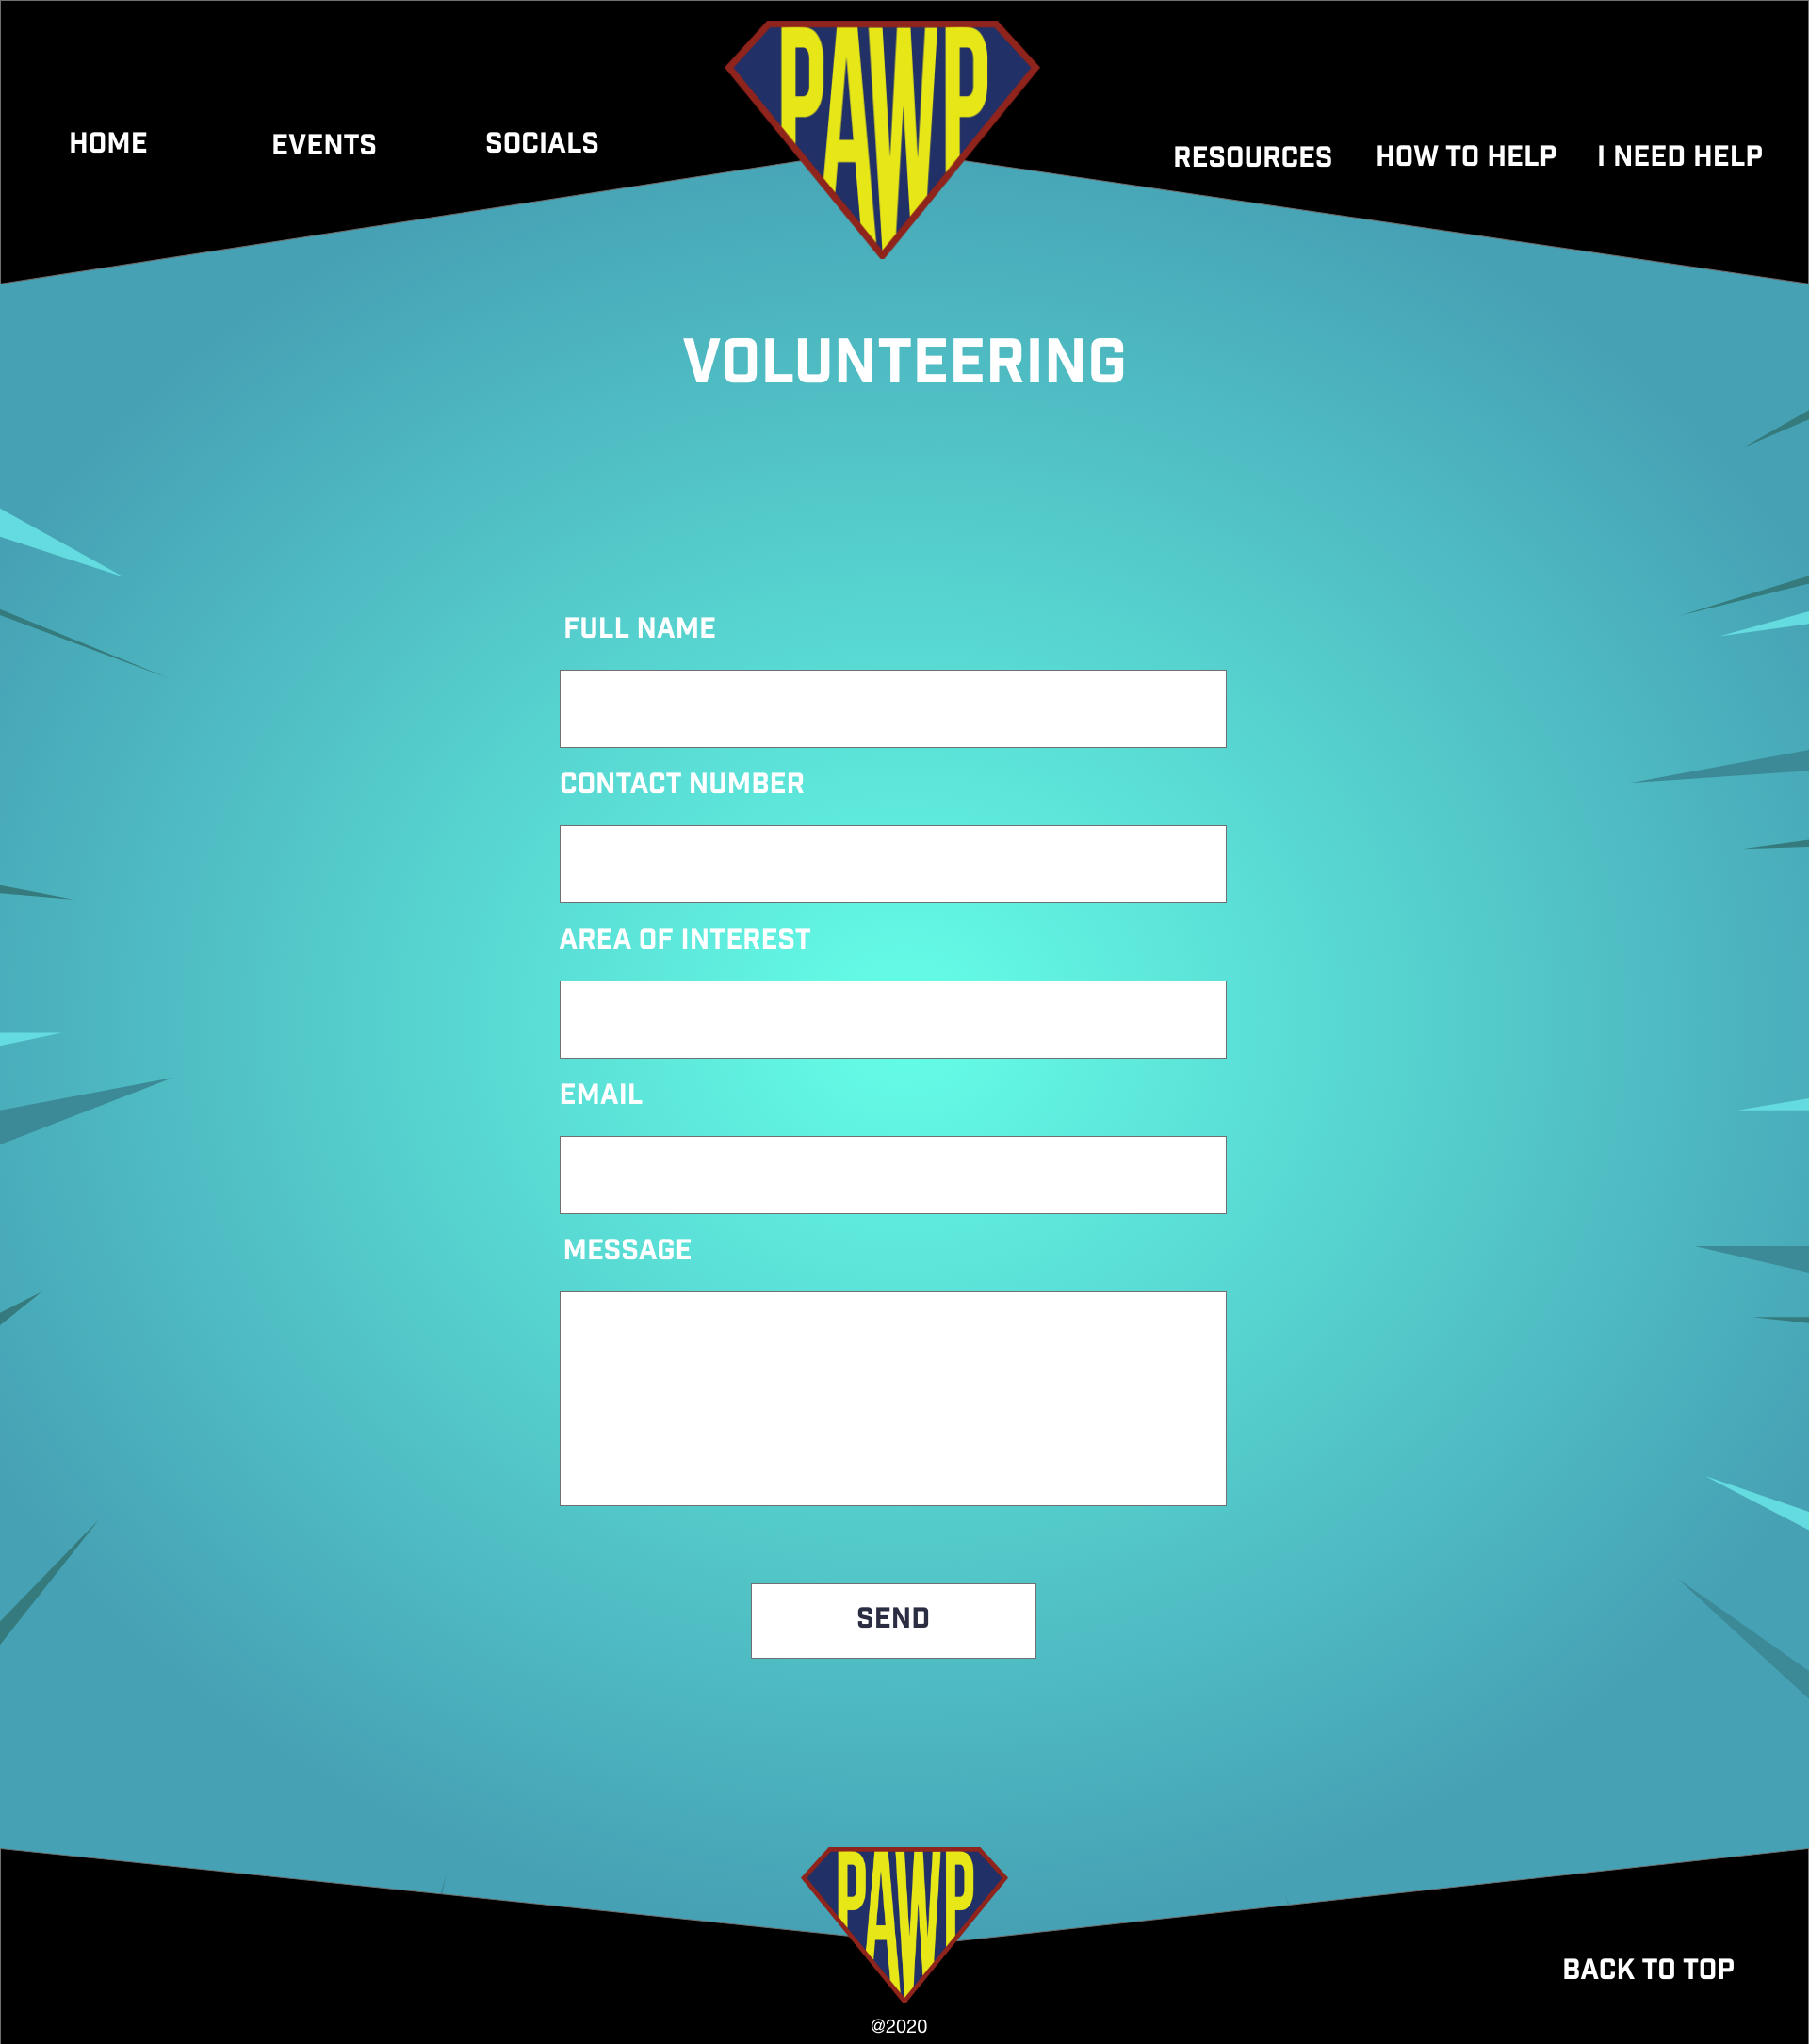 PAWP
HOME
EVENTS
SOCIALS
RESOURCES
HOW TO HELP
I NEED HELP
VOLUNTEERING
FULL NAME
CONTACT NUMBER
AREA OF INTEREST
EMAIL
MESSAGE
SEND
PAWP
BACK TO TOP
@2020